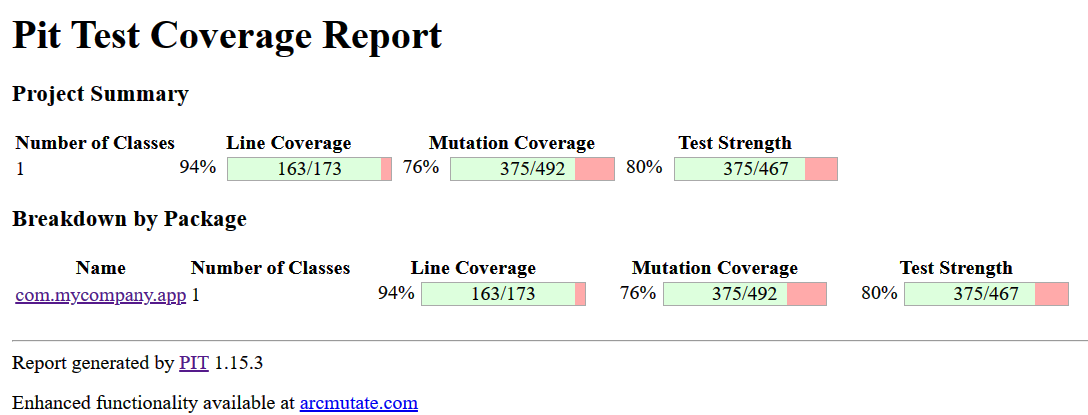 Pit Test Coverage Report
Project Summary
Number of Classes Line Coverage Mutation Coverage Test Strength
1 94% 163/173 76% 375/492 80% 375/467
Breakdown by Package
Name Number of Classes Line Coverage Mutation Coverage Test Strength
com.mycompany.app 1 94% 163/173 76% 375/492 80% 375/467
Report generated by PIT 1.15.3
Enhanced functionality available at arcmutate.com